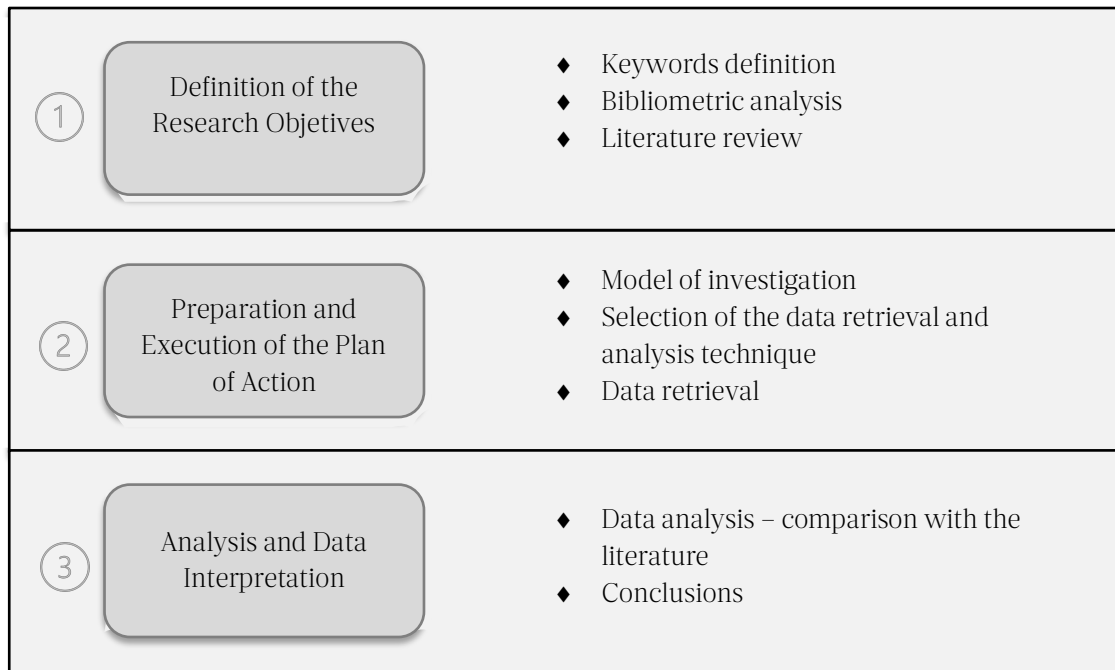 1
Definition of the
Research Objetives
♦ Keywords definition
♦ Bibliometric analysis
♦ Literature review
2
Preparation and
Execution of the Plan
of Action
♦ Model of investigation
♦ Selection of the data retrieval and
analysis technique
♦ Data retrieval
3
Analysis and Data
Interpretation
♦ Data analysis – comparison with the
literature
♦ Conclusions